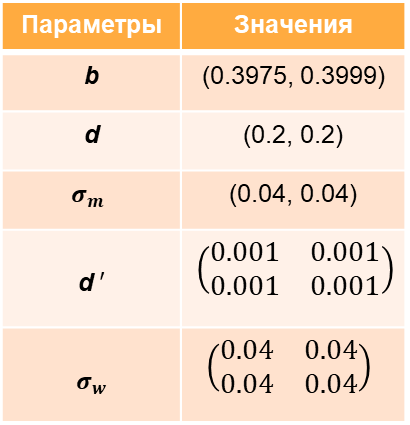 Параметры Значения
b (0.3975, 0.3999)
d (0.2, 0.2)
σₘ (0.04, 0.04)
d′ (0.001 0.001
0.001 0.001)
σ_w (0.04 0.04
0.04 0.04)